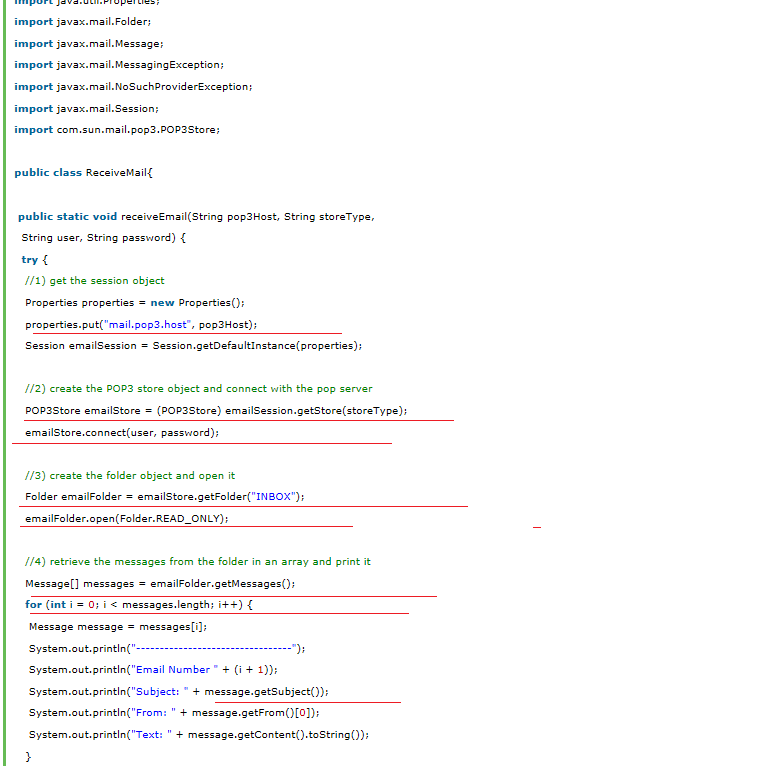 import java.util.Properties;
import javax.mail.Folder;
import javax.mail.Message;
import javax.mail.MessagingException;
import javax.mail.NoSuchProviderException;
import javax.mail.Session;
import com.sun.mail.pop3.POP3Store;
public class ReceiveMail{
public static void receiveEmail(String pop3Host, String storeType,
String user, String password) {
try {
//1) get the session object
Properties properties = new Properties();
properties.put("mail.pop3.host", pop3Host);
Session emailSession = Session.getDefaultInstance(properties);
//2) create the POP3 store object and connect with the pop server
POP3Store emailStore = (POP3Store) emailSession.getStore(storeType);
emailStore.connect(user, password);
//3) create the folder object and open it
Folder emailFolder = emailStore.getFolder("INBOX");
emailFolder.open(Folder.READ_ONLY);
//4) retrieve the messages from the folder in an array and print it
Message[] messages = emailFolder.getMessages();
for (int i = 0; i < messages.length; i++) {
Message message = messages[i];
System.out.println("---------------------------------");
System.out.println("Email Number " + (i + 1));
System.out.println("Subject: " + message.getSubject());
System.out.println("From: " + message.getFrom()[0]);
System.out.println("Text: " + message.getContent().toString());
}